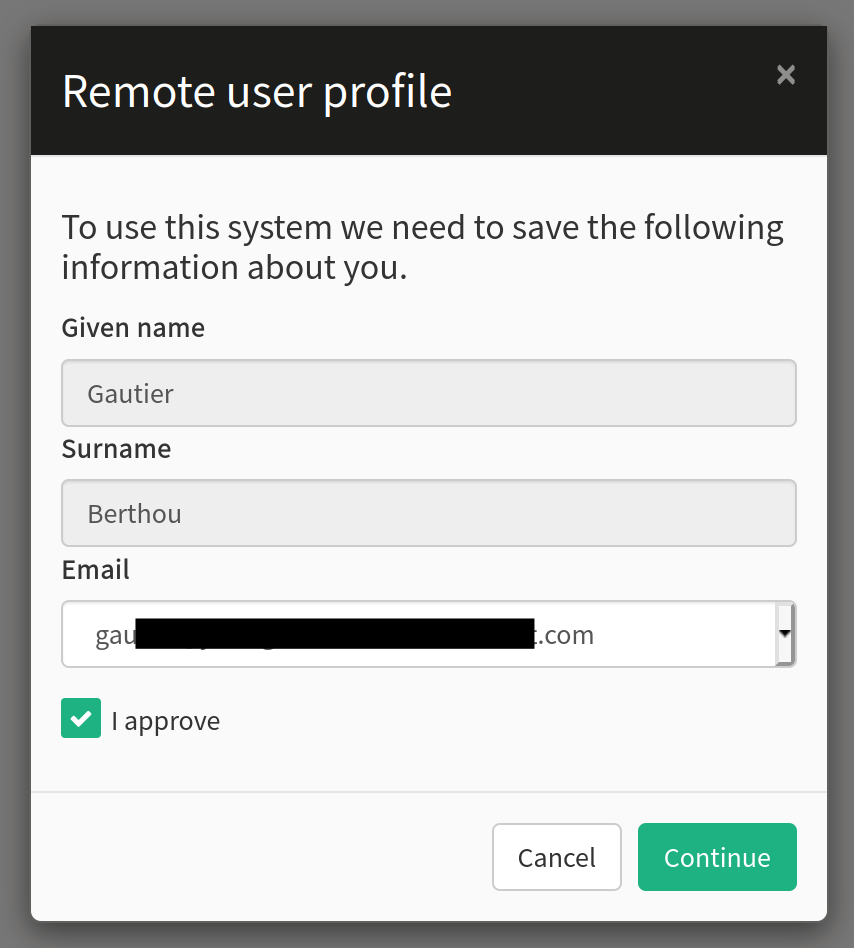 Remote user profile
×
To use this system we need to save the following
information about you.
Given name
Gautier
Surname
Berthou
Email
gau .com
I approve
Cancel
Continue